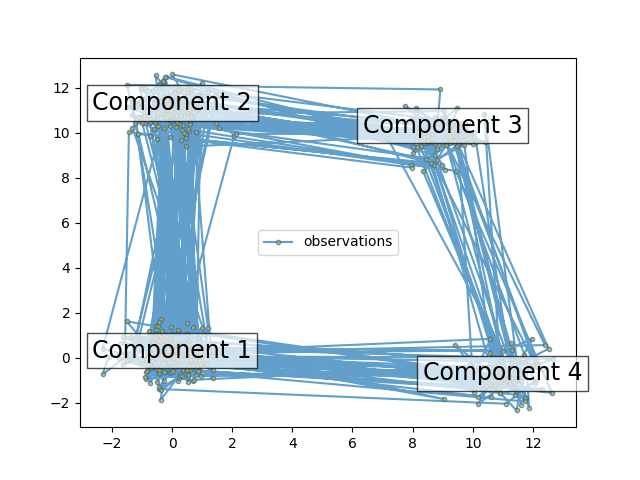 12
10
8
6
4
2
0
−2
Component 2
Component 3
observations
Component 1
Component 4
−2 0 2 4 6 8 10 12